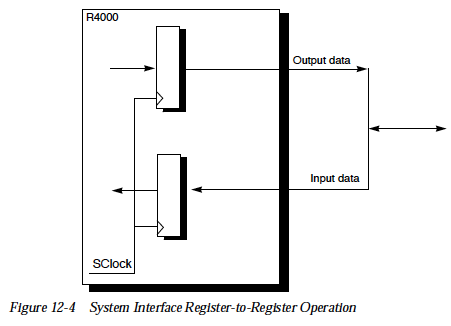 R4000
Output data
Input data
SClock
Figure 12-4 System Interface Register-to-Register Operation